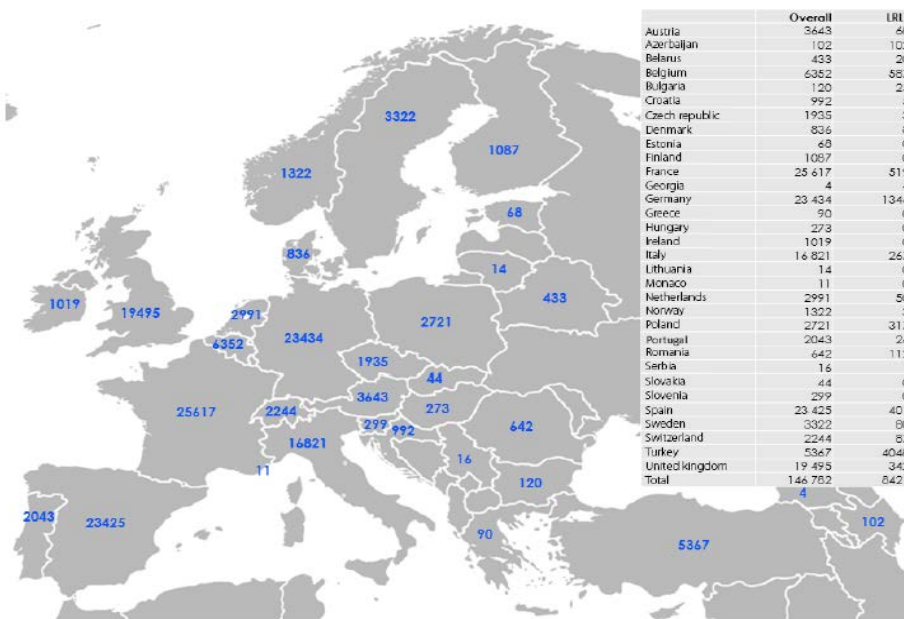 Overall
Austria 3643
Azerbaijan 102
Belarus 433
Belgium 6352
Bulgaria 120
Croatia 992
Czech republic 1935
Denmark 836
Estonia 68
Finland 1087
France 25 617
Georgia 4
Germany 23 434
Greece 90
Hungary 273
Ireland 1019
Italy 16 821
Lithuania 14
Monaco 11
Netherlands 2991
Norway 1322
Poland 2721
Portugal 2043
Romania 642
Serbia 16
Slovakia 44
Slovenia 299
Spain 23 425
Sweden 3322
Switzerland 2244
Turkey 5367
United kingdom 19 495
Total 146 782
3322
1087
1322
68
836
14
1019
19495
2991
433
2721
23434
6352
1935
44
3643
25617
2244
273
299
992
642
16821
16
11
120
4
2043
23425
102
90
5367